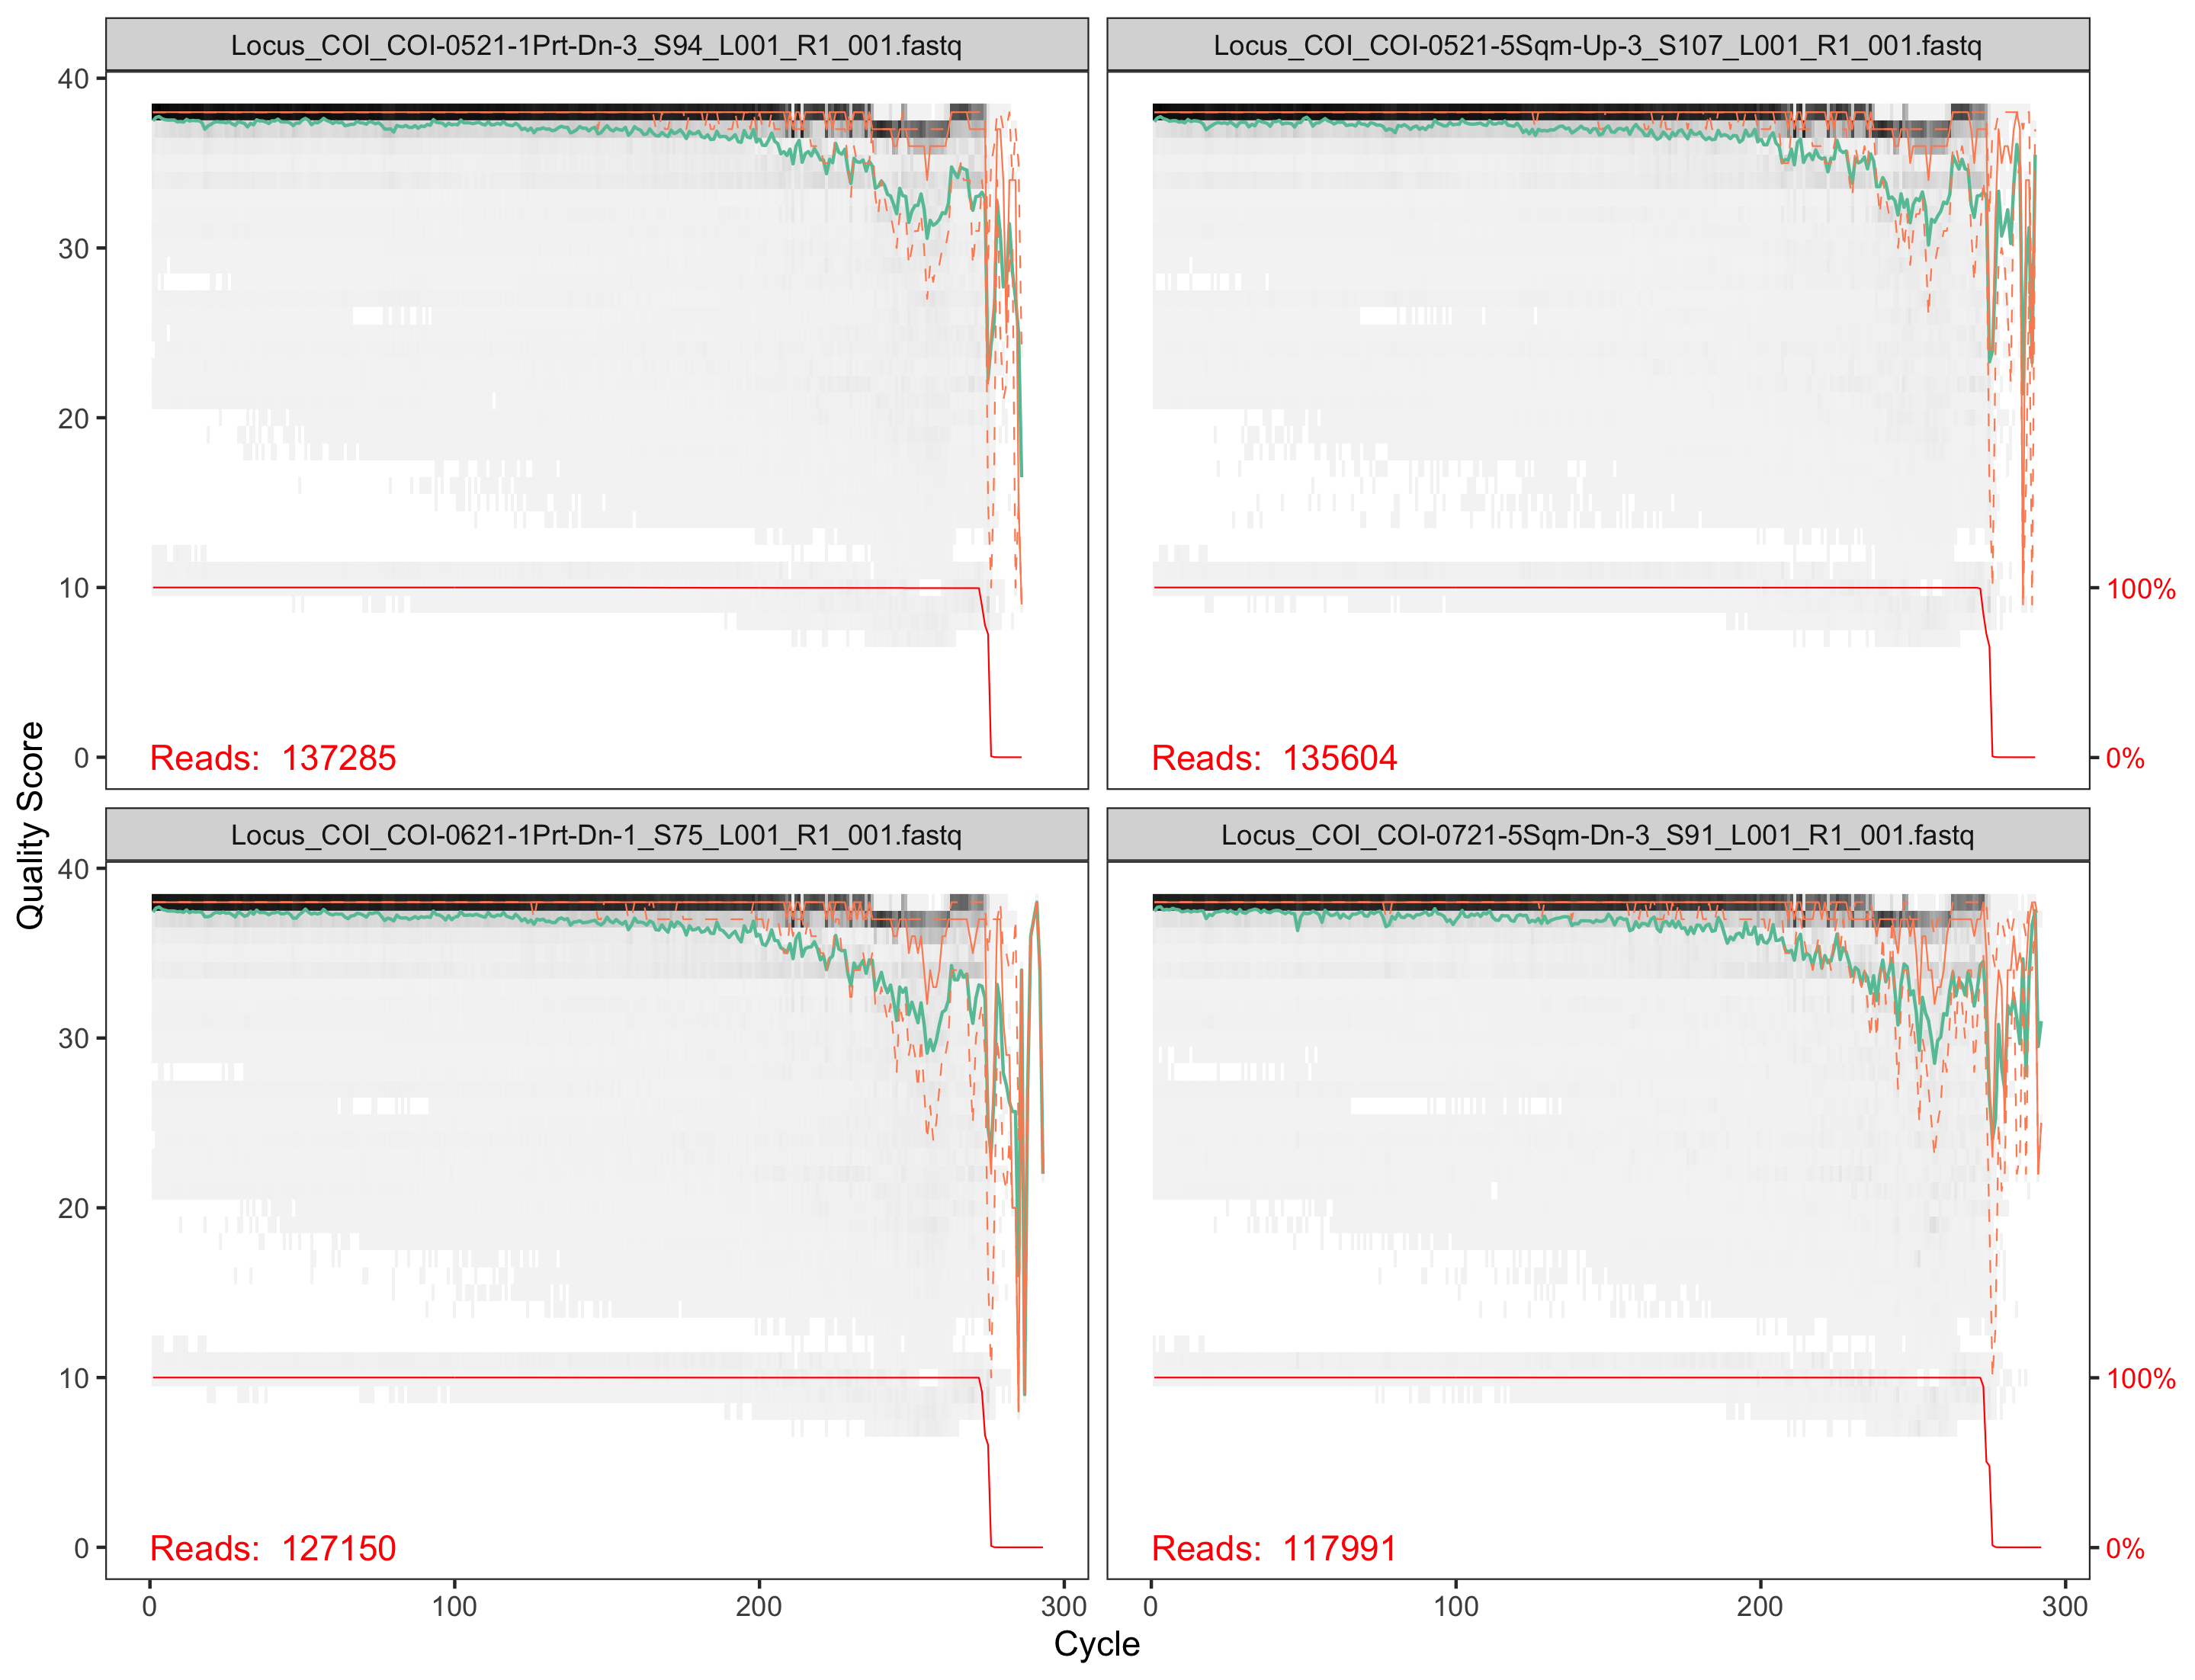 Locus_COI_COI-0521-1Prt-Dn-3_S94_L001_R1_001.fastq
Locus_COI_COI-0521-5Sqm-Up-3_S107_L001_R1_001.fastq
40
30
20
10
0
Reads: 137285
Reads: 135604
100%
0%
Quality Score
Locus_COI_COI-0621-1Prt-Dn-1_S75_L001_R1_001.fastq
Locus_COI_COI-0721-5Sqm-Dn-3_S91_L001_R1_001.fastq
40
30
20
10
0
Reads: 127150
Reads: 117991
100%
0%
0 100 200 300
0 100 200 300
Cycle